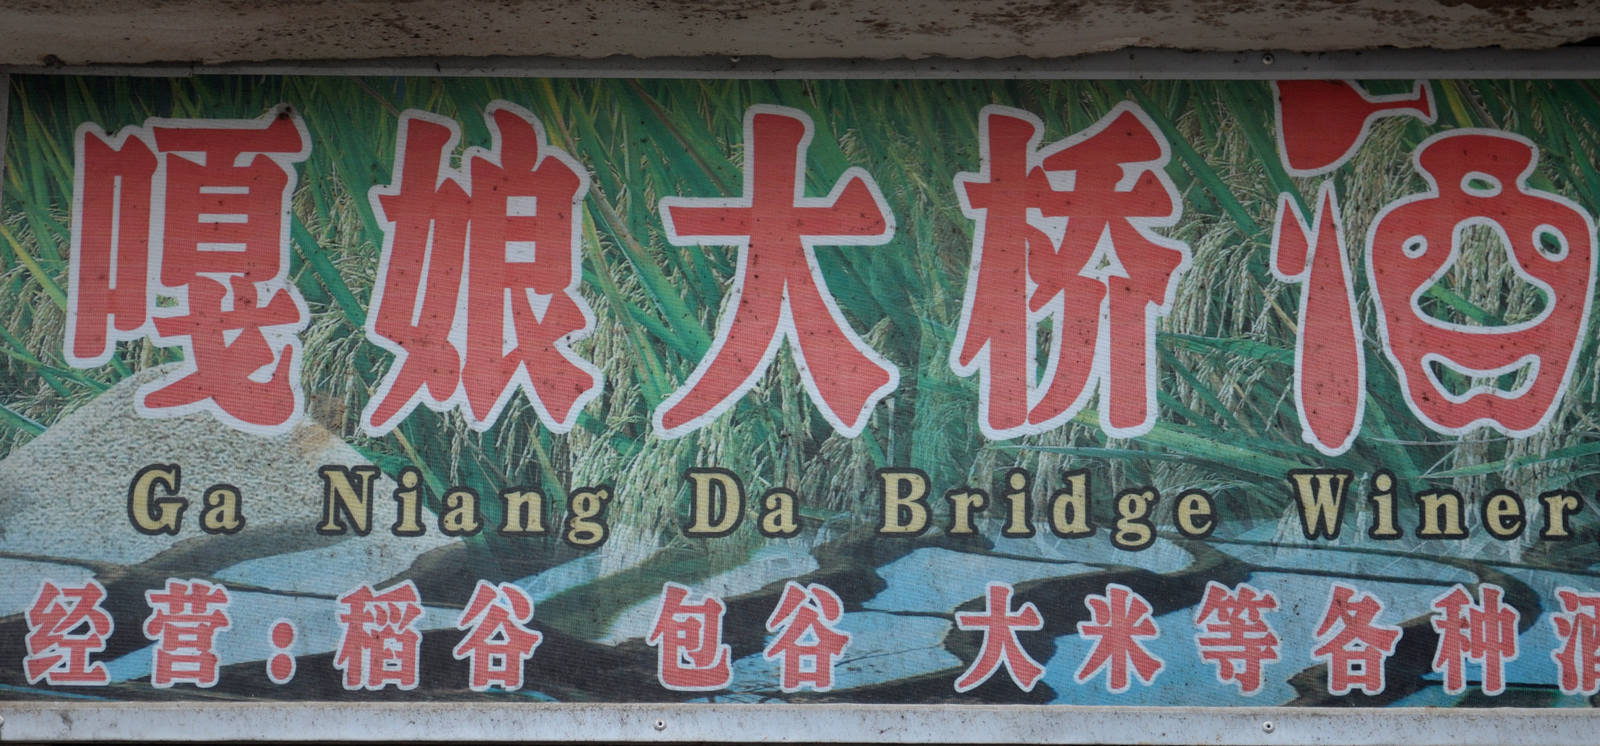 嘎娘大桥酒
Ga Niang Da Bridge Winer
经营:稻谷 包谷 大米等各种酒